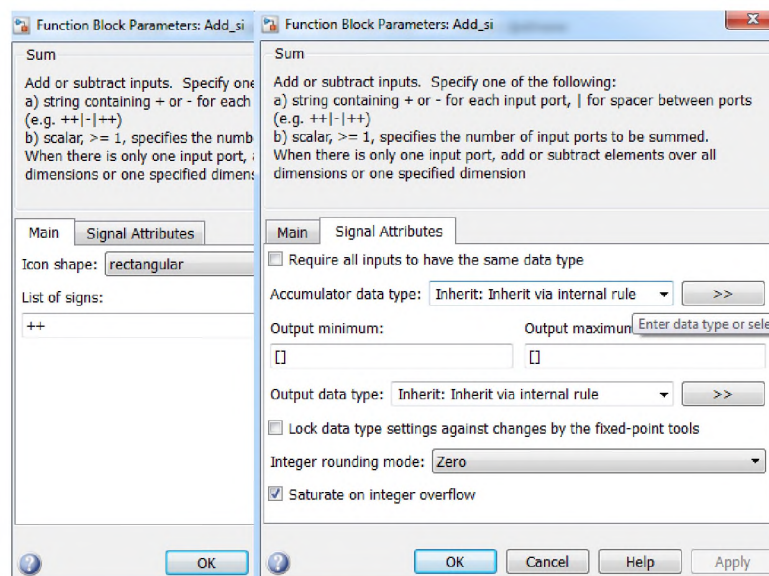 Function Block Parameters: Add_si
Sum
Add or subtract inputs. Specify one
a) string containing + or - for each
(e.g. ++|-|++)
b) scalar, >= 1, specifies the numb
When there is only one input port,
dimensions or one specified dimens
Main Signal Attributes
Icon shape: rectangular
List of signs:
++
OK
Function Block Parameters: Add_si
Sum
Add or subtract inputs. Specify one of the following:
a) string containing + or - for each input port, | for spacer between ports
(e.g. ++|-|++)
b) scalar, >= 1, specifies the number of input ports to be summed.
When there is only one input port, add or subtract elements over all
dimensions or one specified dimension
Main Signal Attributes
Require all inputs to have the same data type
Accumulator data type: Inherit: Inherit via internal rule >>
Output minimum: Output maximum
Enter data type or sele
[] []
Output data type: Inherit: Inherit via internal rule >>
Lock data type settings against changes by the fixed-point tools
Integer rounding mode: Zero
Saturate on integer overflow
OK Cancel Help Apply